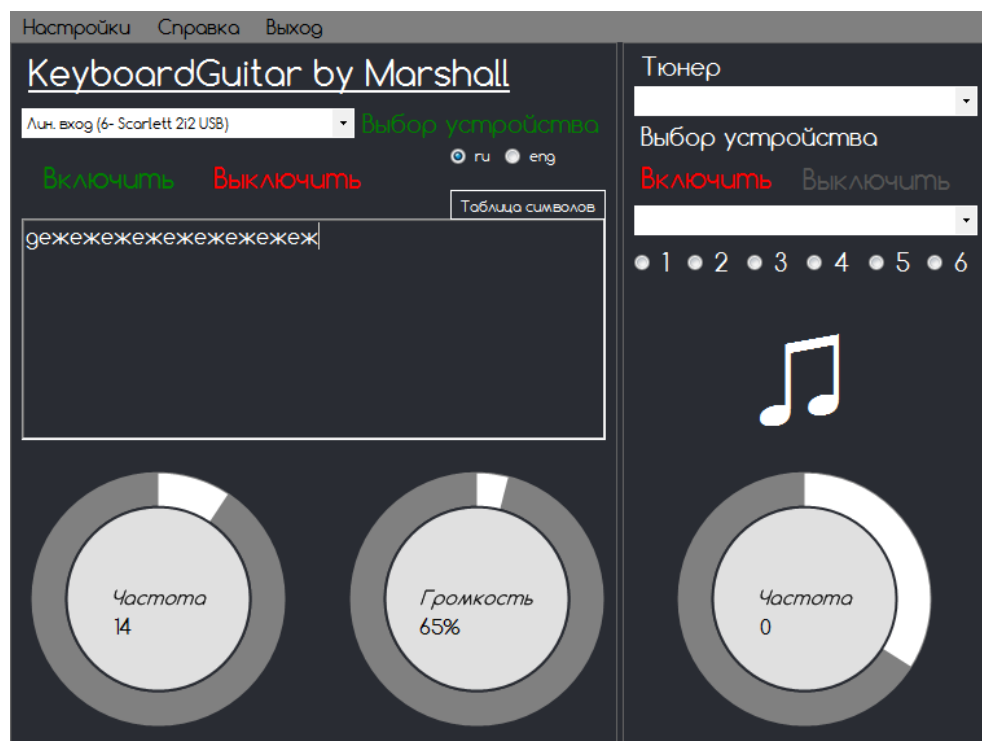 Настройки Справка Выход
KeyboardGuitar by Marshall
Лин. вход (6- Scarlett 2i2 USB) Выбор устройства
ru eng
Включить Выключить
Таблица символов
дежежежежежежежежеж
Частота
14
Громкость
65%
Тюнер
Выбор устройства
Включить Выключить
1 2 3 4 5 6
Частота
0